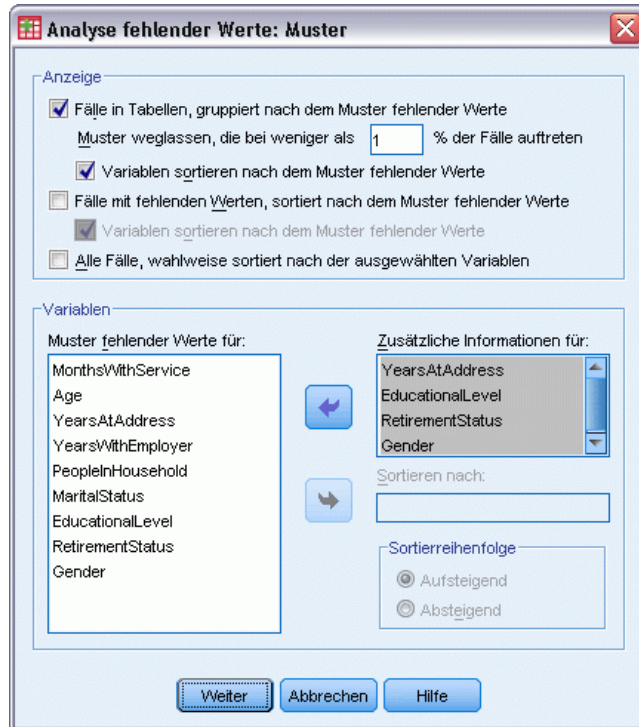 Analyse fehlender Werte: Muster
Anzeige
Fälle in Tabellen, gruppiert nach dem Muster fehlender Werte
Muster weglassen, die bei weniger als 1 % der Fälle auftreten
Variablen sortieren nach dem Muster fehlender Werte
Fälle mit fehlenden Werten, sortiert nach dem Muster fehlender Werte
Variablen sortieren nach dem Muster fehlender Werte
Alle Fälle, wahlweise sortiert nach der ausgewählten Variablen
Variablen
Muster fehlender Werte für:
MonthsWithService
Age
YearsAtAddress
YearsWithEmployer
PeopleInHousehold
MaritalStatus
EducationalLevel
RetirementStatus
Gender
Zusätzliche Informationen für:
YearsAtAddress
EducationalLevel
RetirementStatus
Gender
Sortieren nach:
Sortierreihenfolge
Aufsteigend
Absteigend
Weiter
Abbrechen
Hilfe